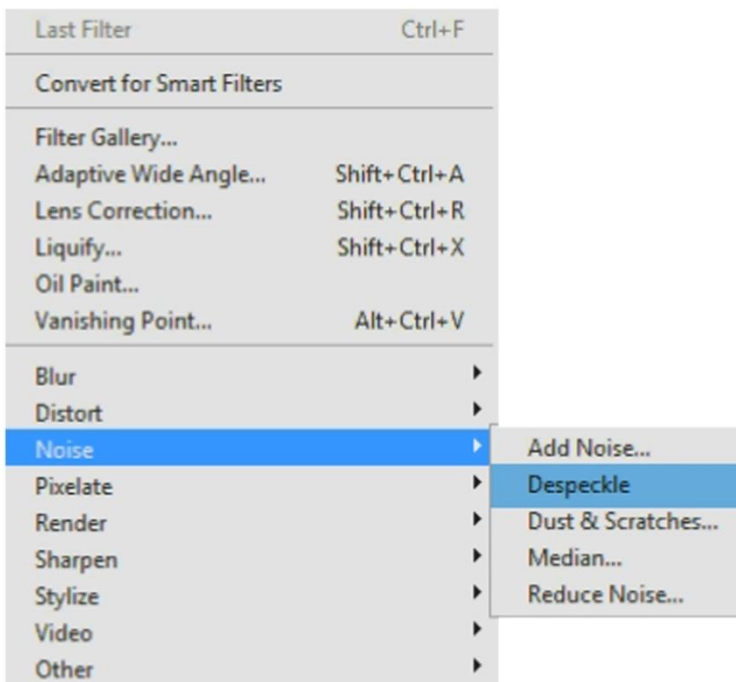 Last Filter Ctrl+F
Convert for Smart Filters
Filter Gallery...
Adaptive Wide Angle... Shift+Ctrl+A
Lens Correction... Shift+Ctrl+R
Liquify... Shift+Ctrl+X
Oil Paint...
Vanishing Point... Alt+Ctrl+V
Blur
Distort
Noise
Pixelate
Render
Sharpen
Stylize
Video
Other
Add Noise...
Despeckle
Dust & Scratches...
Median...
Reduce Noise...